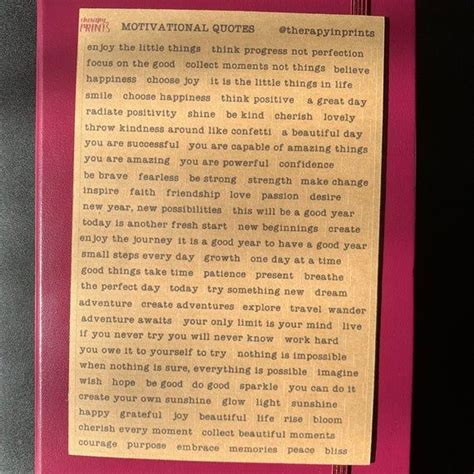 therapy PRINTS MOTIVATIONAL QUOTES @therapyinprints
enjoy the little things think progress not perfection
focus on the good collect moments not things believe
happiness choose joy it is the little things in life
smile choose happiness think positive a great day
radiate positivity shine be kind cherish lovely
throw kindness around like confetti a beautiful day
you are successful you are capable of amazing things
you are amazing you are powerful confidence
be brave fearless be strong strength make change
inspire faith friendship love passion desire
new year, new possibilities this will be a good year
today is another fresh start new beginnings create
enjoy the journey it is a good year to have a good year
small steps every day growth one day at a time
good things take time patience present breathe
the perfect day today try something new dream
adventure create adventures explore travel wander
adventure awaits your only limit is your mind live
if you never try you will never know work hard
you owe it to yourself to try nothing is impossible
when nothing is sure, everything is possible imagine
wish hope be good do good sparkle you can do it
create your own sunshine glow light sunshine
happy grateful joy beautiful life rise bloom
cherish every moment collect beautiful moments
courage purpose embrace memories peace bliss